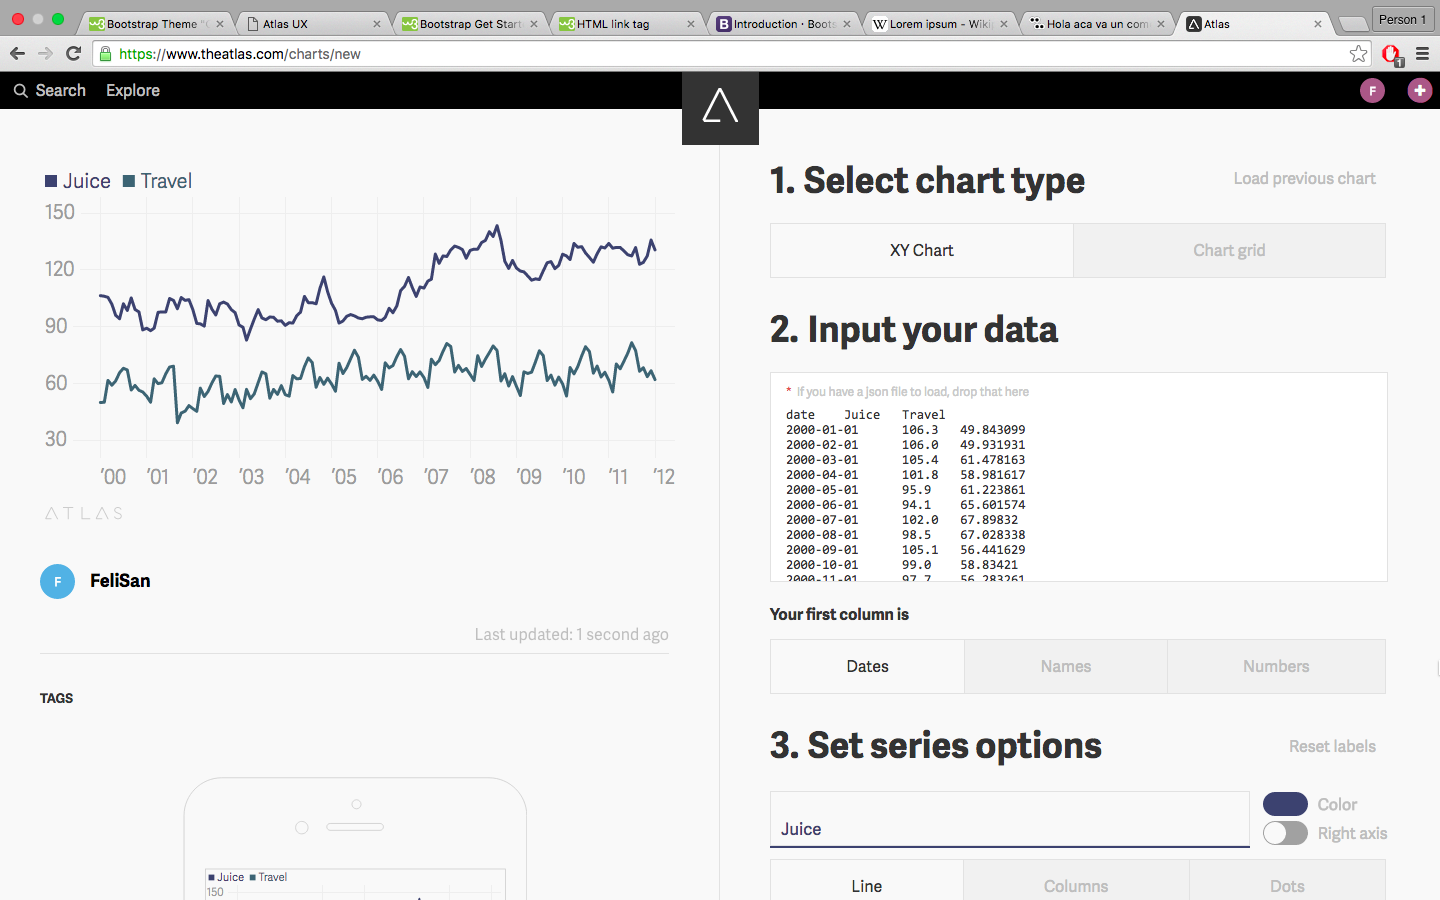 Bootstrap Theme "C
Atlas UX
Bootstrap Get Start
HTML link tag
Introduction · Boots
Lorem ipsum - Wiki
Hola aca va un com
Atlas
Person 1
https://www.theatlas.com/charts/new
1
Search
Explore
F
Juice
Travel
150
120
90
60
30
'00
'01
'02
'03
'04
'05
'06
'07
'08
'09
'10
'11
'12
ATLAS
F
FeliSan
Last updated: 1 second ago
TAGS
Juice
Travel
150
1. Select chart type
Load previous chart
XY Chart
Chart grid
2. Input your data
* If you have a json file to load, drop that here
date Juice Travel
2000-01-01 106.3 49.843099
2000-02-01 106.0 49.931931
2000-03-01 105.4 61.478163
2000-04-01 101.8 58.981617
2000-05-01 95.9 61.223861
2000-06-01 94.1 65.601574
2000-07-01 102.0 67.89832
2000-08-01 98.5 67.028338
2000-09-01 105.1 56.441629
2000-10-01 99.0 58.83421
2000-11-01 97.7 56.283261
Your first column is
Dates
Names
Numbers
3. Set series options
Reset labels
Juice
Color
Right axis
Line
Columns
Dots